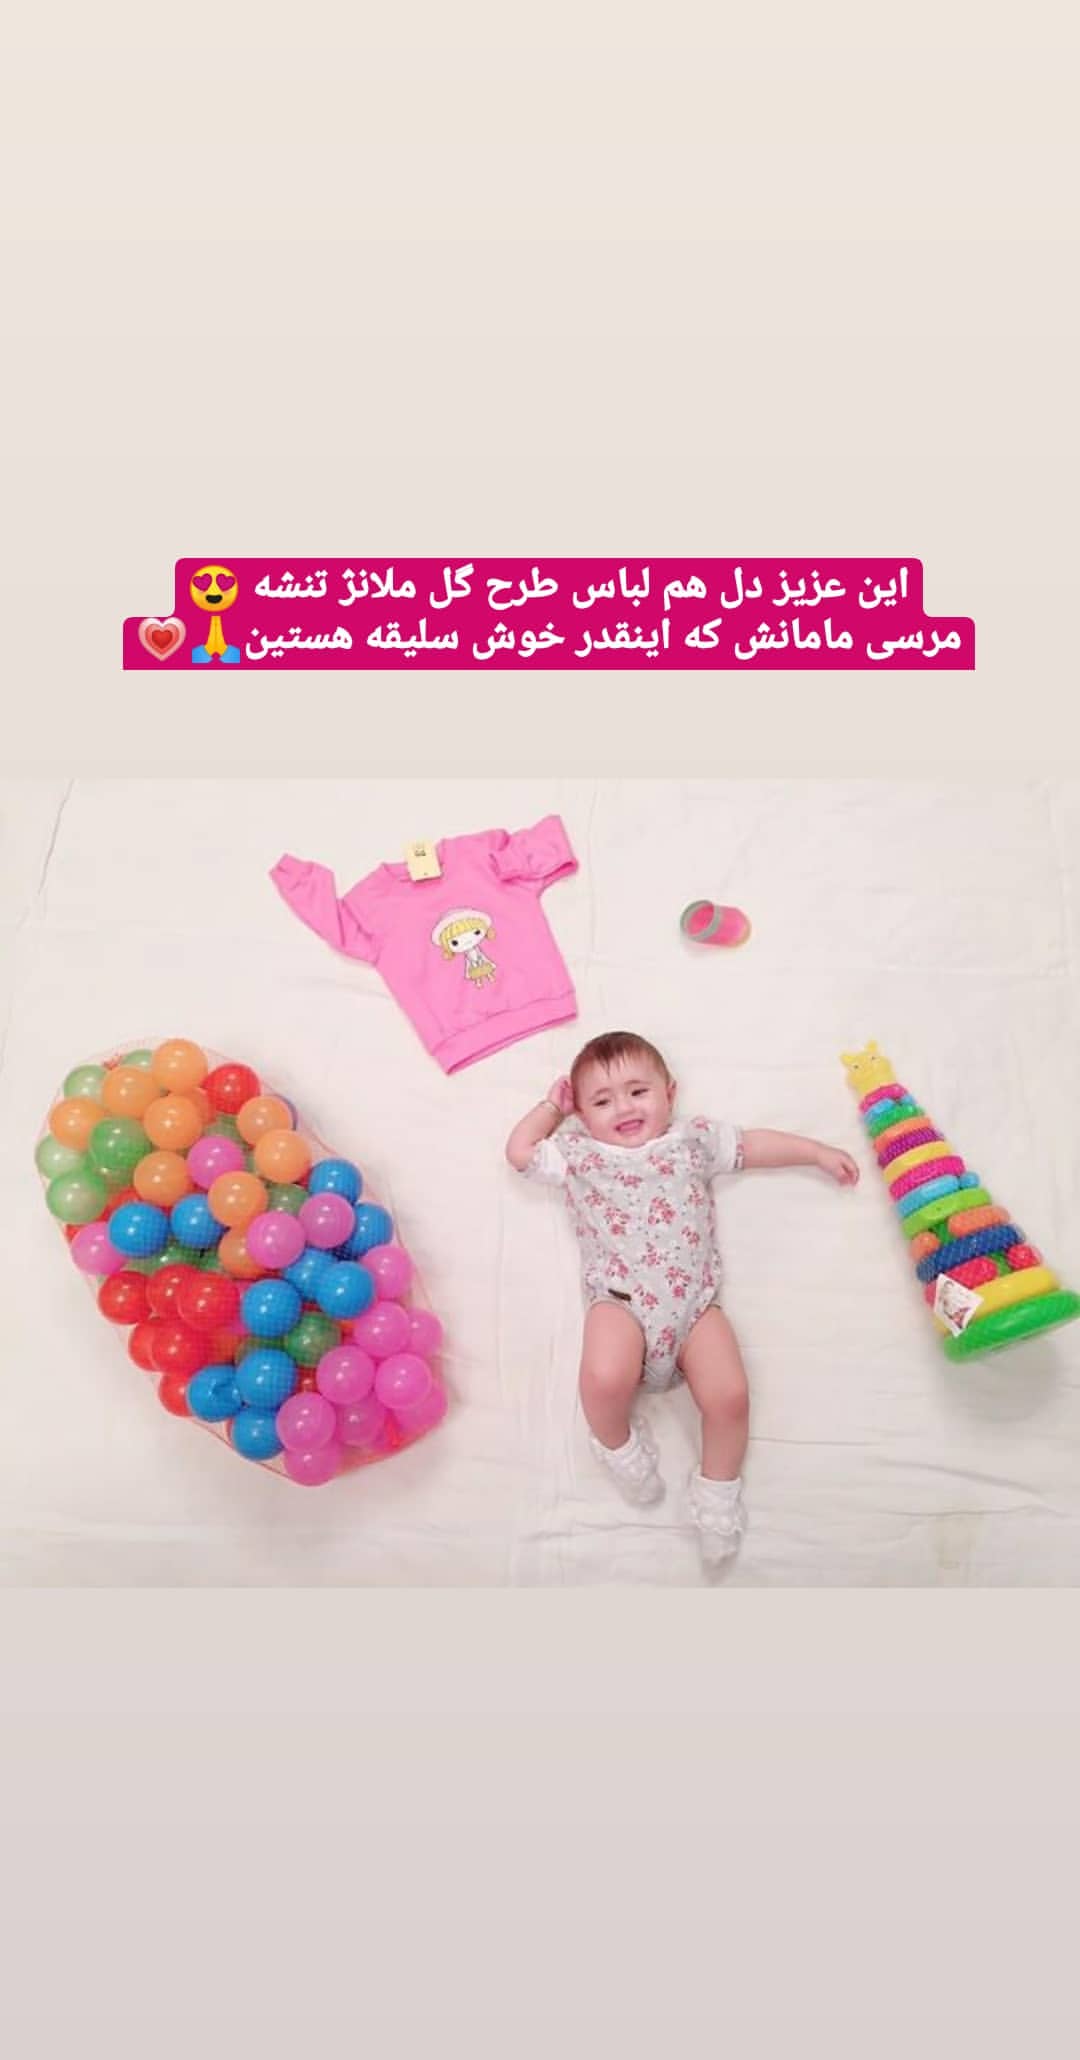 این عزیز دل هم لباس طرح گل ملانژ تنشه 😍
مرسی مامانش که اینقدر خوش سلیقه هستین🙏💗